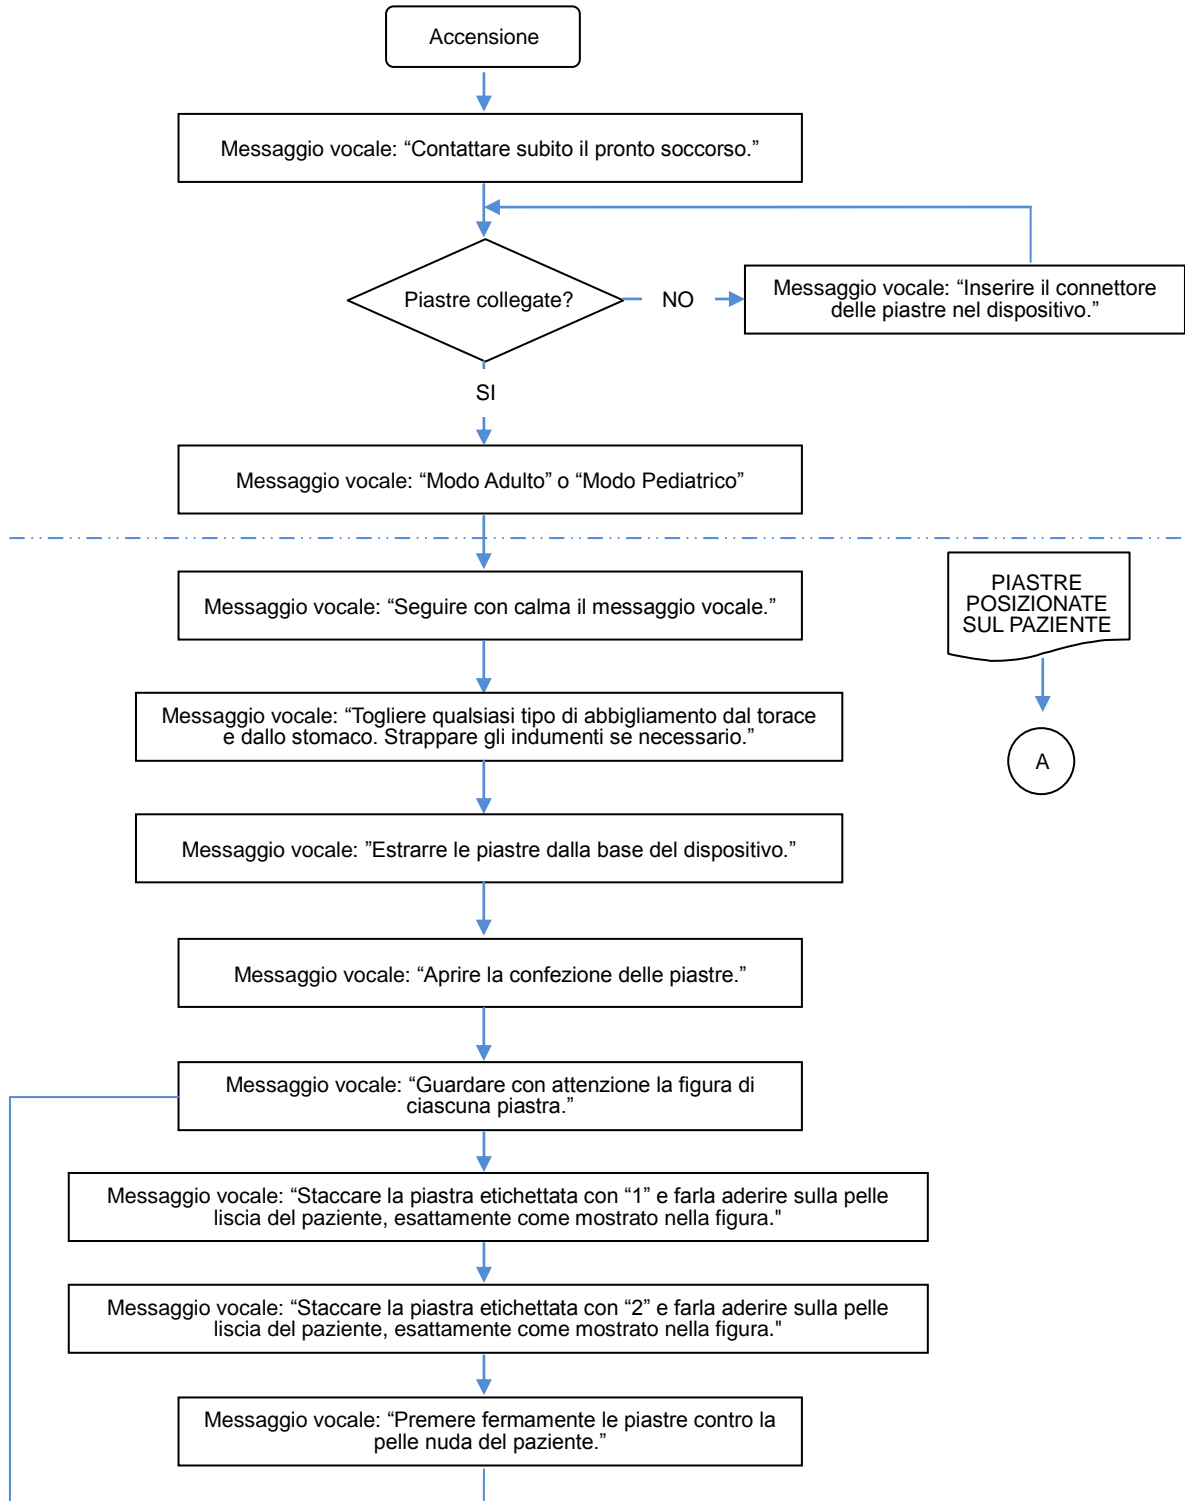 Accensione
Messaggio vocale: “Contattare subito il pronto soccorso.”
Piastre collegate?
NO
Messaggio vocale: “Inserire il connettore
delle piastre nel dispositivo.”
SI
Messaggio vocale: “Modo Adulto” o “Modo Pediatrico”
PIASTRE
POSIZIONATE
SUL PAZIENTE
A
Messaggio vocale: “Seguire con calma il messaggio vocale.”
Messaggio vocale: “Togliere qualsiasi tipo di abbigliamento dal torace
e dallo stomaco. Strappare gli indumenti se necessario.”
Messaggio vocale: ”Estrarre le piastre dalla base del dispositivo.”
Messaggio vocale: “Aprire la confezione delle piastre.”
Messaggio vocale: “Guardare con attenzione la figura di
ciascuna piastra.”
Messaggio vocale: “Staccare la piastra etichettata con “1” e farla aderire sulla pelle
liscia del paziente, esattamente come mostrato nella figura."
Messaggio vocale: “Staccare la piastra etichettata con “2” e farla aderire sulla pelle
liscia del paziente, esattamente come mostrato nella figura."
Messaggio vocale: “Premere fermamente le piastre contro la
pelle nuda del paziente.”